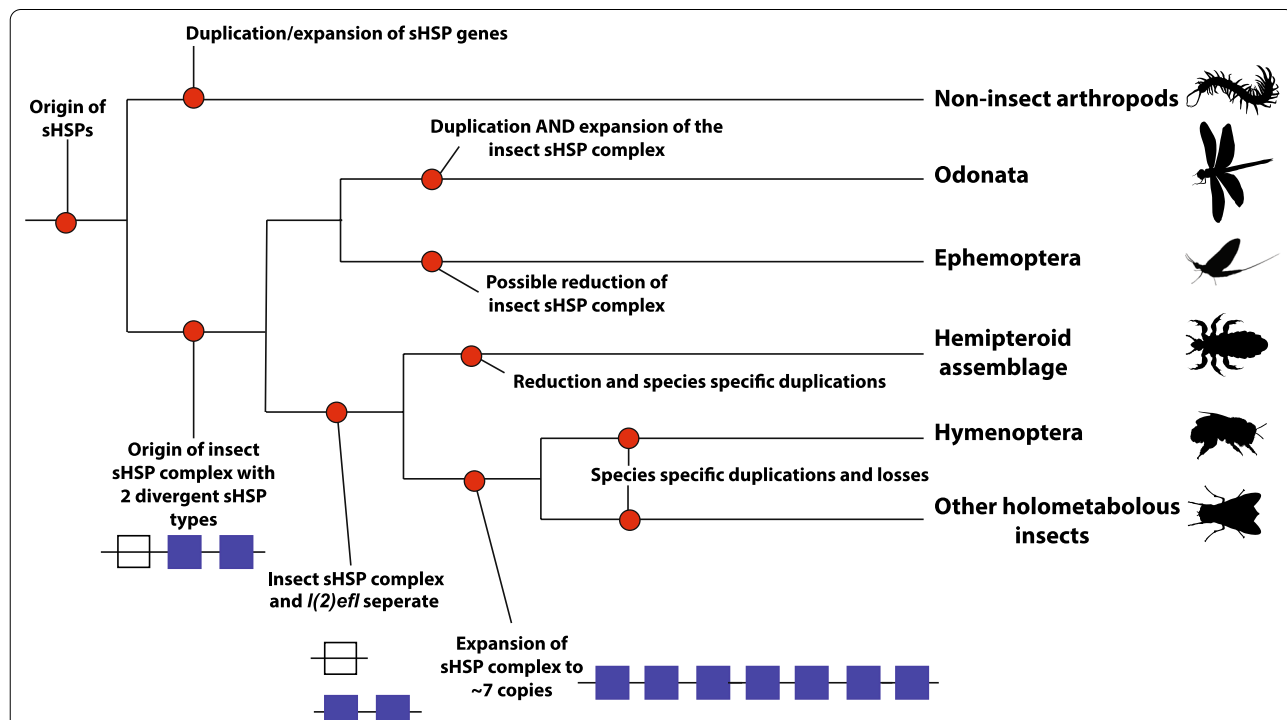 Duplication/expansion of sHSP genes
Origin of
sHSPs
Non-insect arthropods
Duplication AND expansion of the
insect sHSP complex
Odonata
Ephemoptera
Possible reduction of
insect sHSP complex
Hemipteroid
assemblage
Reduction and species specific duplications
Hymenoptera
Origin of insect
sHSP complex with
2 divergent sHSP
types
Species specific duplications and losses
Other holometabolous
insects
Insect sHSP complex
and l(2)efl seperate
Expansion of
sHSP complex to
~7 copies